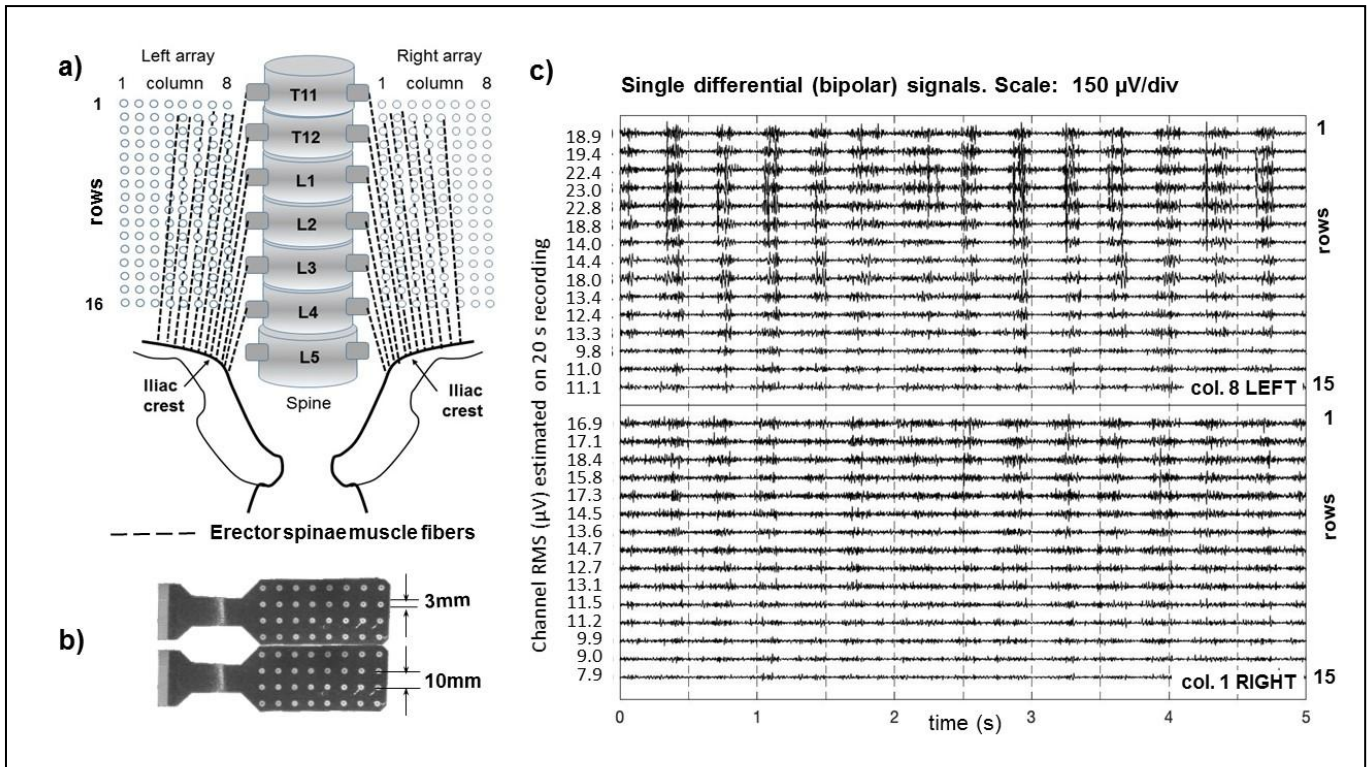 a)
Left array
1 column 8
Right array
1 column 8
1
rows
16
T11
T12
L1
L2
L3
L4
L5
Iliac
crest
Spine
Iliac
crest
Erector spinae muscle fibers
b)
3mm
10mm
c)
Single differential (bipolar) signals. Scale: 150 µV/div
Channel RMS (µV) estimated on 20 s recording
18.9
19.4
22.4
23.0
22.8
18.8
14.0
14.4
18.0
13.4
12.4
13.3
9.8
11.0
11.1
1
rows
col. 8 LEFT
15
16.9
17.1
18.4
15.8
17.3
14.5
13.6
14.7
12.7
13.1
11.5
11.2
9.9
9.0
7.9
1
rows
col. 1 RIGHT
15
0 1 2 3 4 5
time (s)